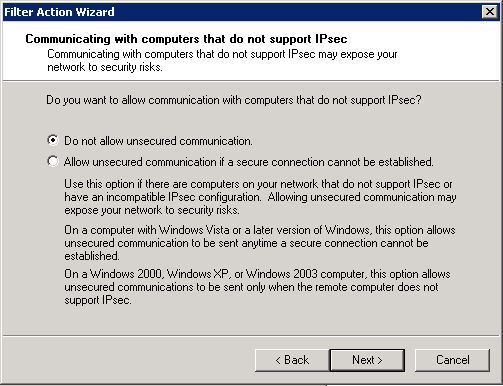 Filter Action Wizard
Communicating with computers that do not support IPsec
Communicating with computers that do not support IPsec may expose your
network to security risks.
Do you want to allow communication with computers that do not support IPsec?
Do not allow unsecured communication.
Allow unsecured communication if a secure connection cannot be established.
Use this option if there are computers on your network that do not support IPsec or
have an incompatible IPsec configuration. Allowing unsecured communication may
expose your network to security risks.
On a computer with Windows Vista or a later version of Windows, this option allows
unsecured communication to be sent anytime a secure connection cannot be
established.
On a Windows 2000, Windows XP, or Windows 2003 computer, this option allows
unsecured communications to be sent only when the remote computer does not
support IPsec.
< Back
Next >
Cancel